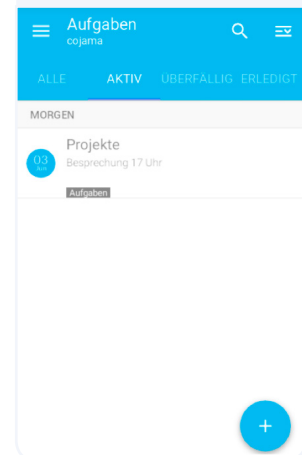 Aufgaben
cojama
ALLE AKTIV ÜBERFÄLLIG ERLEDIGT
MORGEN
Projekte
03
Besprechung 17 Uhr
Aufgaben